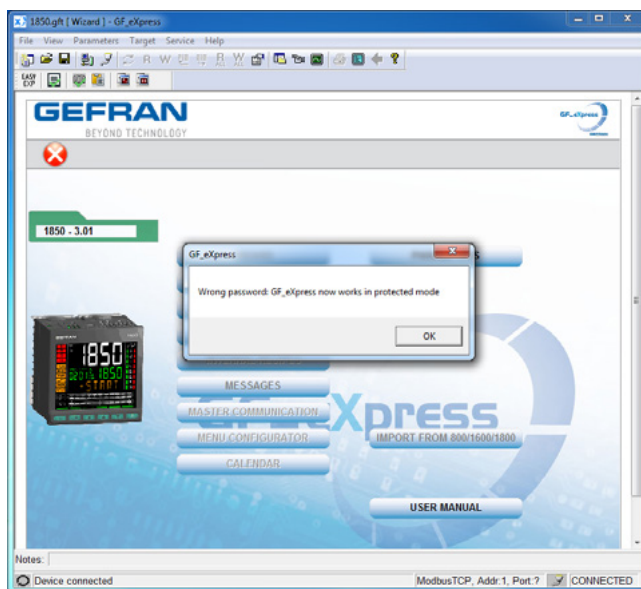 1850.gft [ Wizard ] - GF_eXpress
File View Parameters Target Service Help
R W
EASY EXP
GEFRAN
BEYOND TECHNOLOGY
GF_eXpress
1850 - 3.01
GF_eXpress
Wrong password: GF_eXpress now works in protected mode
OK
GEFRAN
1850
1850
START
MESSAGES
MASTER COMMUNICATION
MENU CONFIGURATOR
IMPORT FROM 800/1600/1800
CALENDAR
eXpress
USER MANUAL
Notes:
Device connected
ModbusTCP, Addr:1, Port:?
CONNECTED